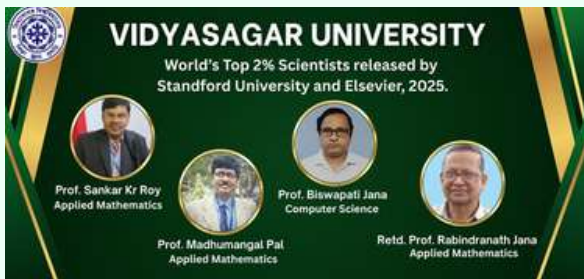 VIDYASAGAR UNIVERSITY
World's Top 2% Scientists released by
Standford University and Elsevier, 2025.
Prof. Sankar Kr Roy
Applied Mathematics
Prof. Madhumangal Pal
Applied Mathematics
Prof. Biswapati Jana
Computer Science
Retd. Prof. Rabindranath Jana
Applied Mathematics